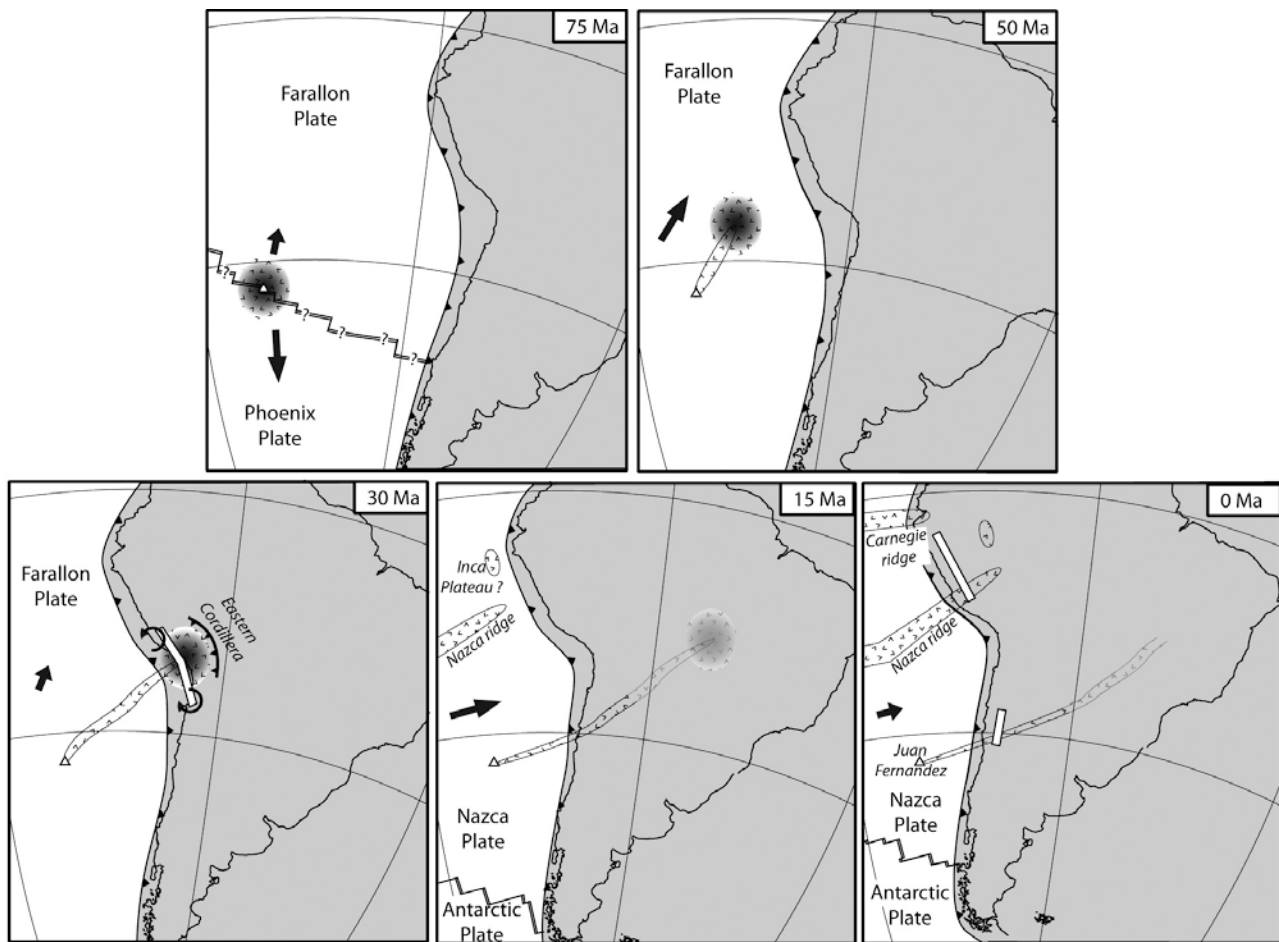 75 Ma
Farallon
Plate
?
?
?
?
?
Phoenix
Plate
50 Ma
Farallon
Plate
30 Ma
Farallon
Plate
Eastern
Cordillera
15 Ma
Inca
Plateau ?
Nazca ridge
Nazca
Plate
Antarctic
Plate
0 Ma
Carnegie
ridge
Nazca ridge
Juan
Fernandez
Nazca
Plate
Antarctic
Plate